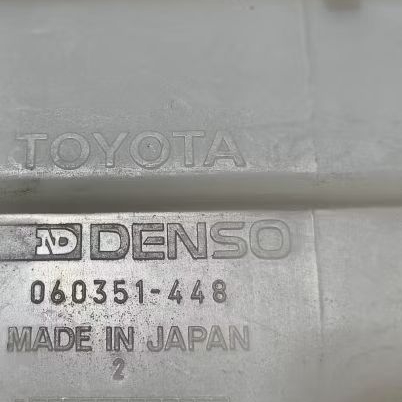 TOYOTA
ND DENSO
060351-448
MADE IN JAPAN
2